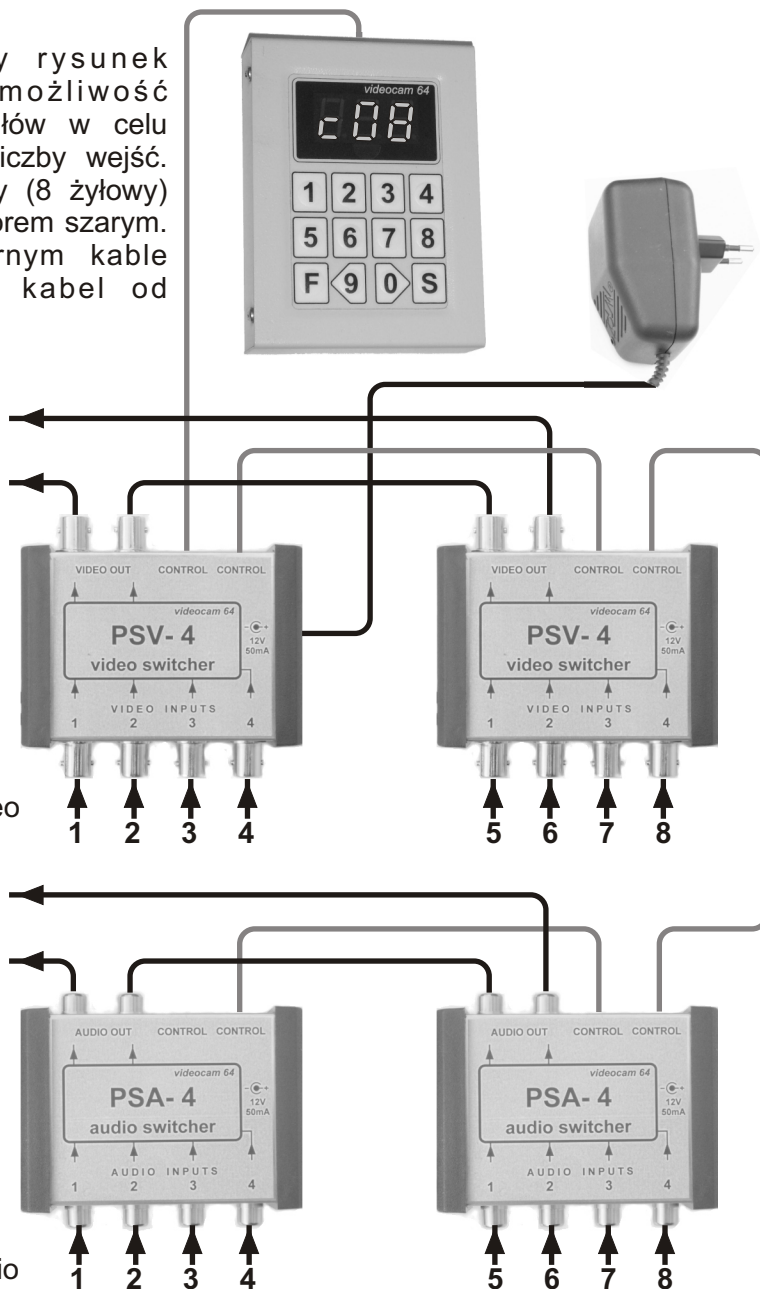 y rysunek
możliwość
łów w celu
iczby wejść.
y (8 żyłowy)
orem szarym.
rnym kable
kabel od
videocam 64
c08
1 2 3 4
5 6 7 8
F 9 0 S
VIDEO OUT CONTROL CONTROL
videocam 64
PSV- 4
video switcher
- +
12V
50mA
VIDEO INPUTS
1 2 3 4
VIDEO OUT CONTROL CONTROL
videocam 64
PSV- 4
video switcher
- +
12V
50mA
VIDEO INPUTS
1 2 3 4
eo
1 2 3 4
5 6 7 8
AUDIO OUT CONTROL CONTROL
videocam 64
PSA- 4
audio switcher
- +
12V
50mA
AUDIO INPUTS
1 2 3 4
AUDIO OUT CONTROL CONTROL
videocam 64
PSA- 4
audio switcher
- +
12V
50mA
AUDIO INPUTS
1 2 3 4
io
1 2 3 4
5 6 7 8